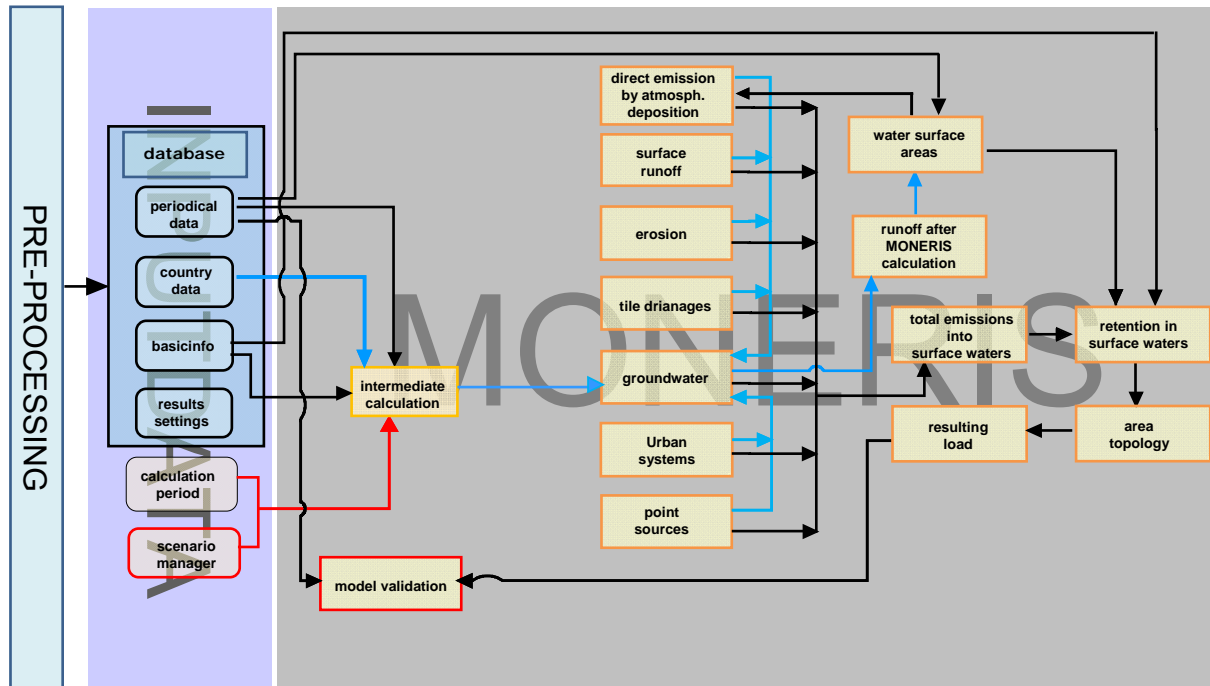 PRE-PROCESSING
INPUT DATA
MONERIS
database
periodical
data
country
data
basicinfo
results
settings
calculation
period
scenario
manager
intermediate
calculation
model validation
direct emission
by atmosph.
deposition
surface
runoff
erosion
tile drianages
groundwater
Urban
systems
point
sources
water surface
areas
runoff after
MONERIS
calculation
total emissions
into
surface waters
retention in
surface waters
resulting
load
area
topology